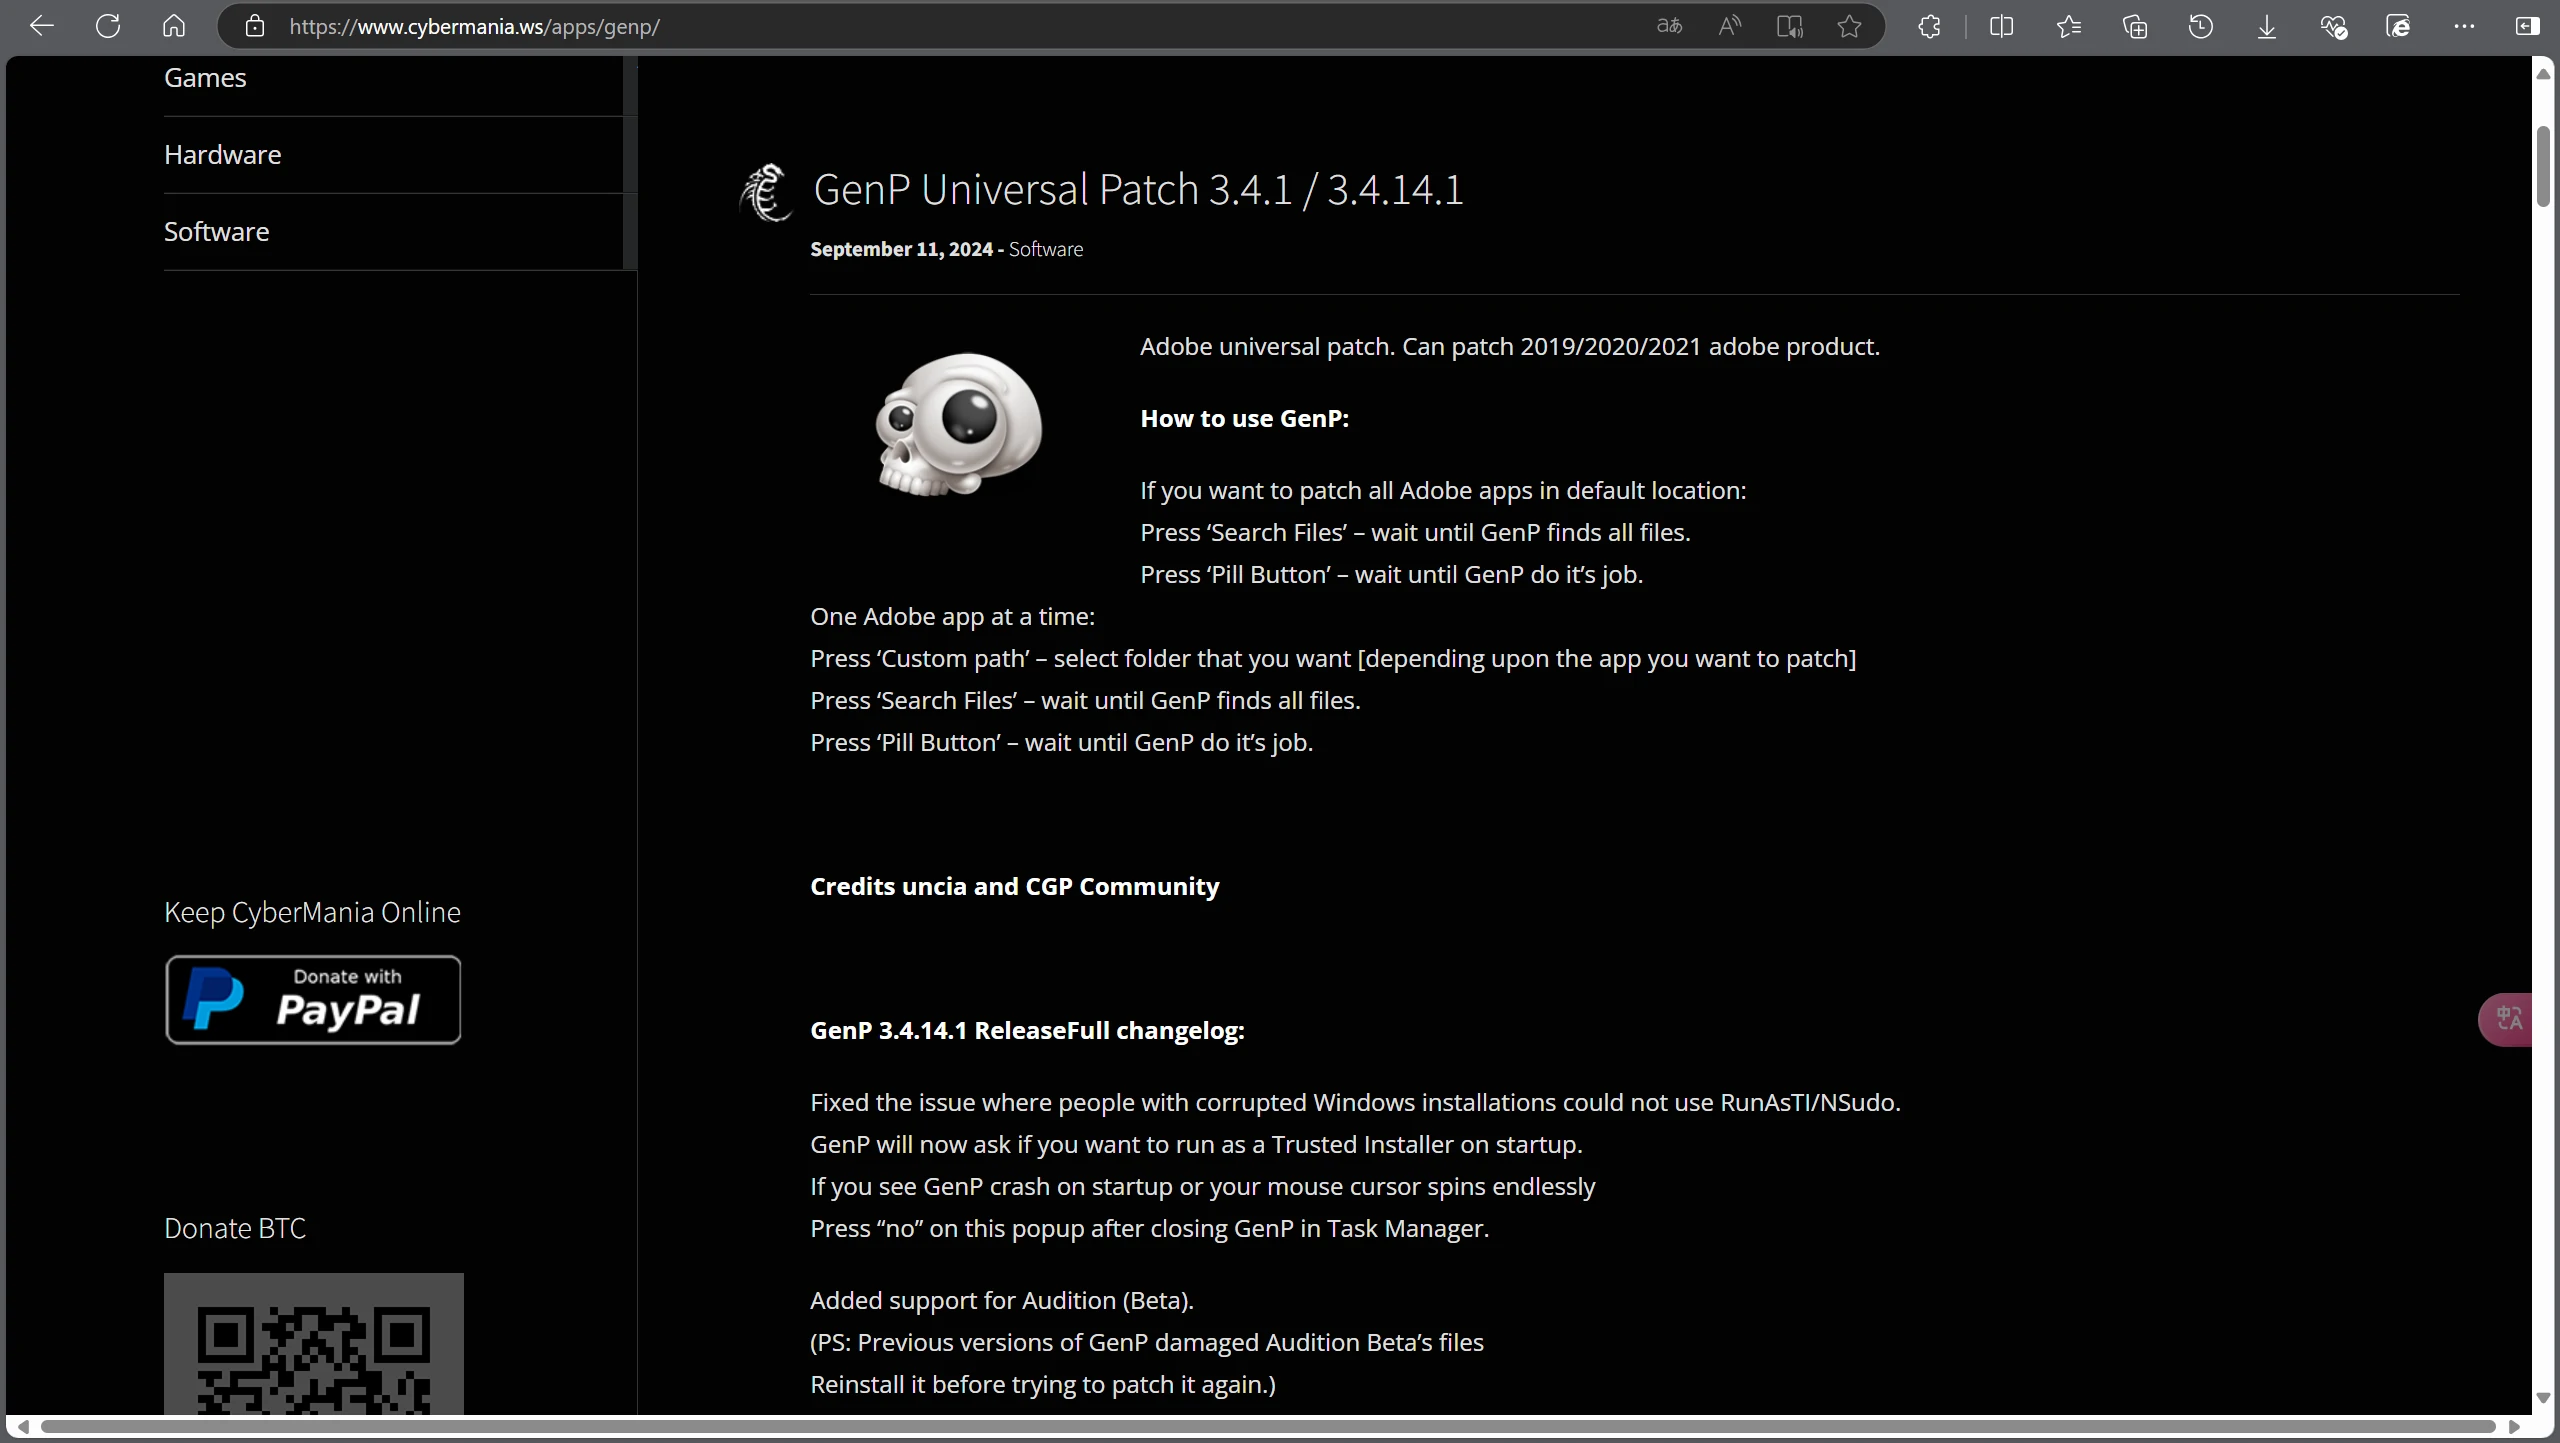 https://www.cybermania.ws/apps/genp/
Games
Hardware
Software
Keep CyberMania Online
Donate with
PayPal
Donate BTC
GenP Universal Patch 3.4.1 / 3.4.14.1
September 11, 2024 - Software
Adobe universal patch. Can patch 2019/2020/2021 adobe product.
How to use GenP:
If you want to patch all Adobe apps in default location:
Press ‘Search Files’ – wait until GenP finds all files.
Press ‘Pill Button’ – wait until GenP do it’s job.
One Adobe app at a time:
Press ‘Custom path’ – select folder that you want [depending upon the app you want to patch]
Press ‘Search Files’ – wait until GenP finds all files.
Press ‘Pill Button’ – wait until GenP do it’s job.
Credits uncia and CGP Community
GenP 3.4.14.1 ReleaseFull changelog:
Fixed the issue where people with corrupted Windows installations could not use RunAsTI/NSudo.
GenP will now ask if you want to run as a Trusted Installer on startup.
If you see GenP crash on startup or your mouse cursor spins endlessly
Press “no” on this popup after closing GenP in Task Manager.
Added support for Audition (Beta).
(PS: Previous versions of GenP damaged Audition Beta’s files
Reinstall it before trying to patch it again.)